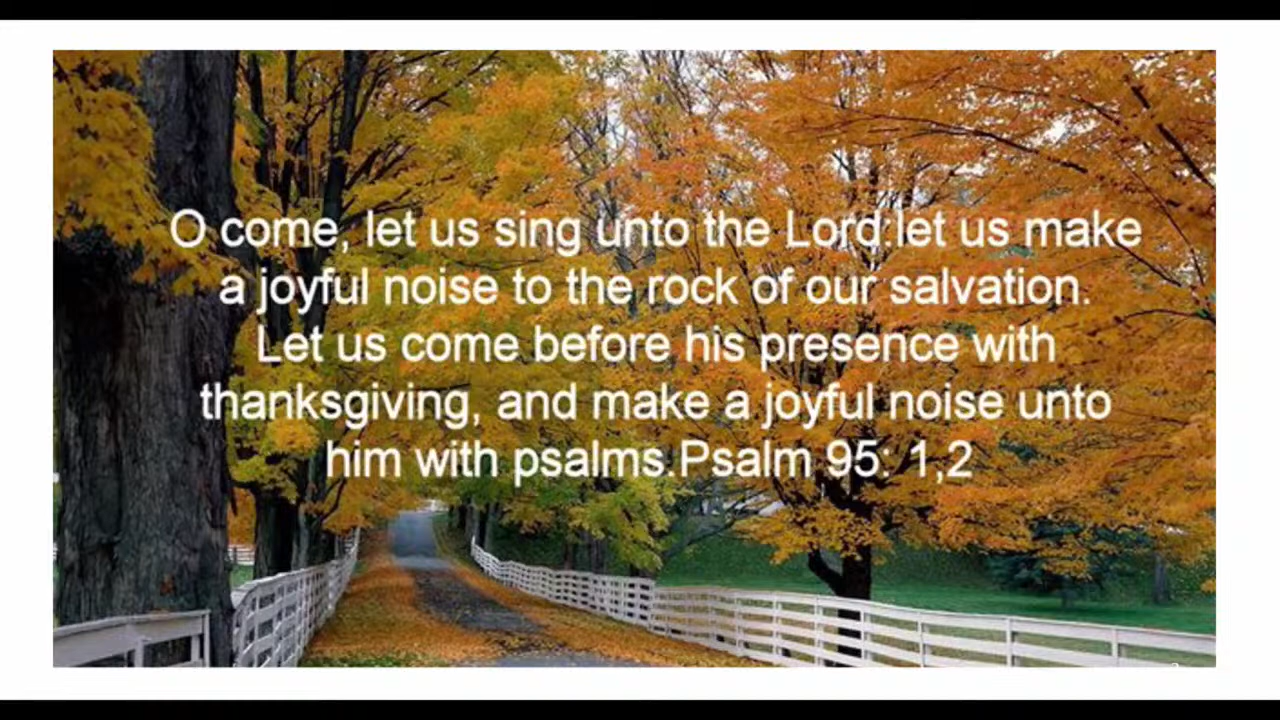 O come, let us sing unto the Lord:let us make
a joyful noise to the rock of our salvation.
Let us come before his presence with
thanksgiving, and make a joyful noise unto
him with psalms.Psalm 95: 1,2